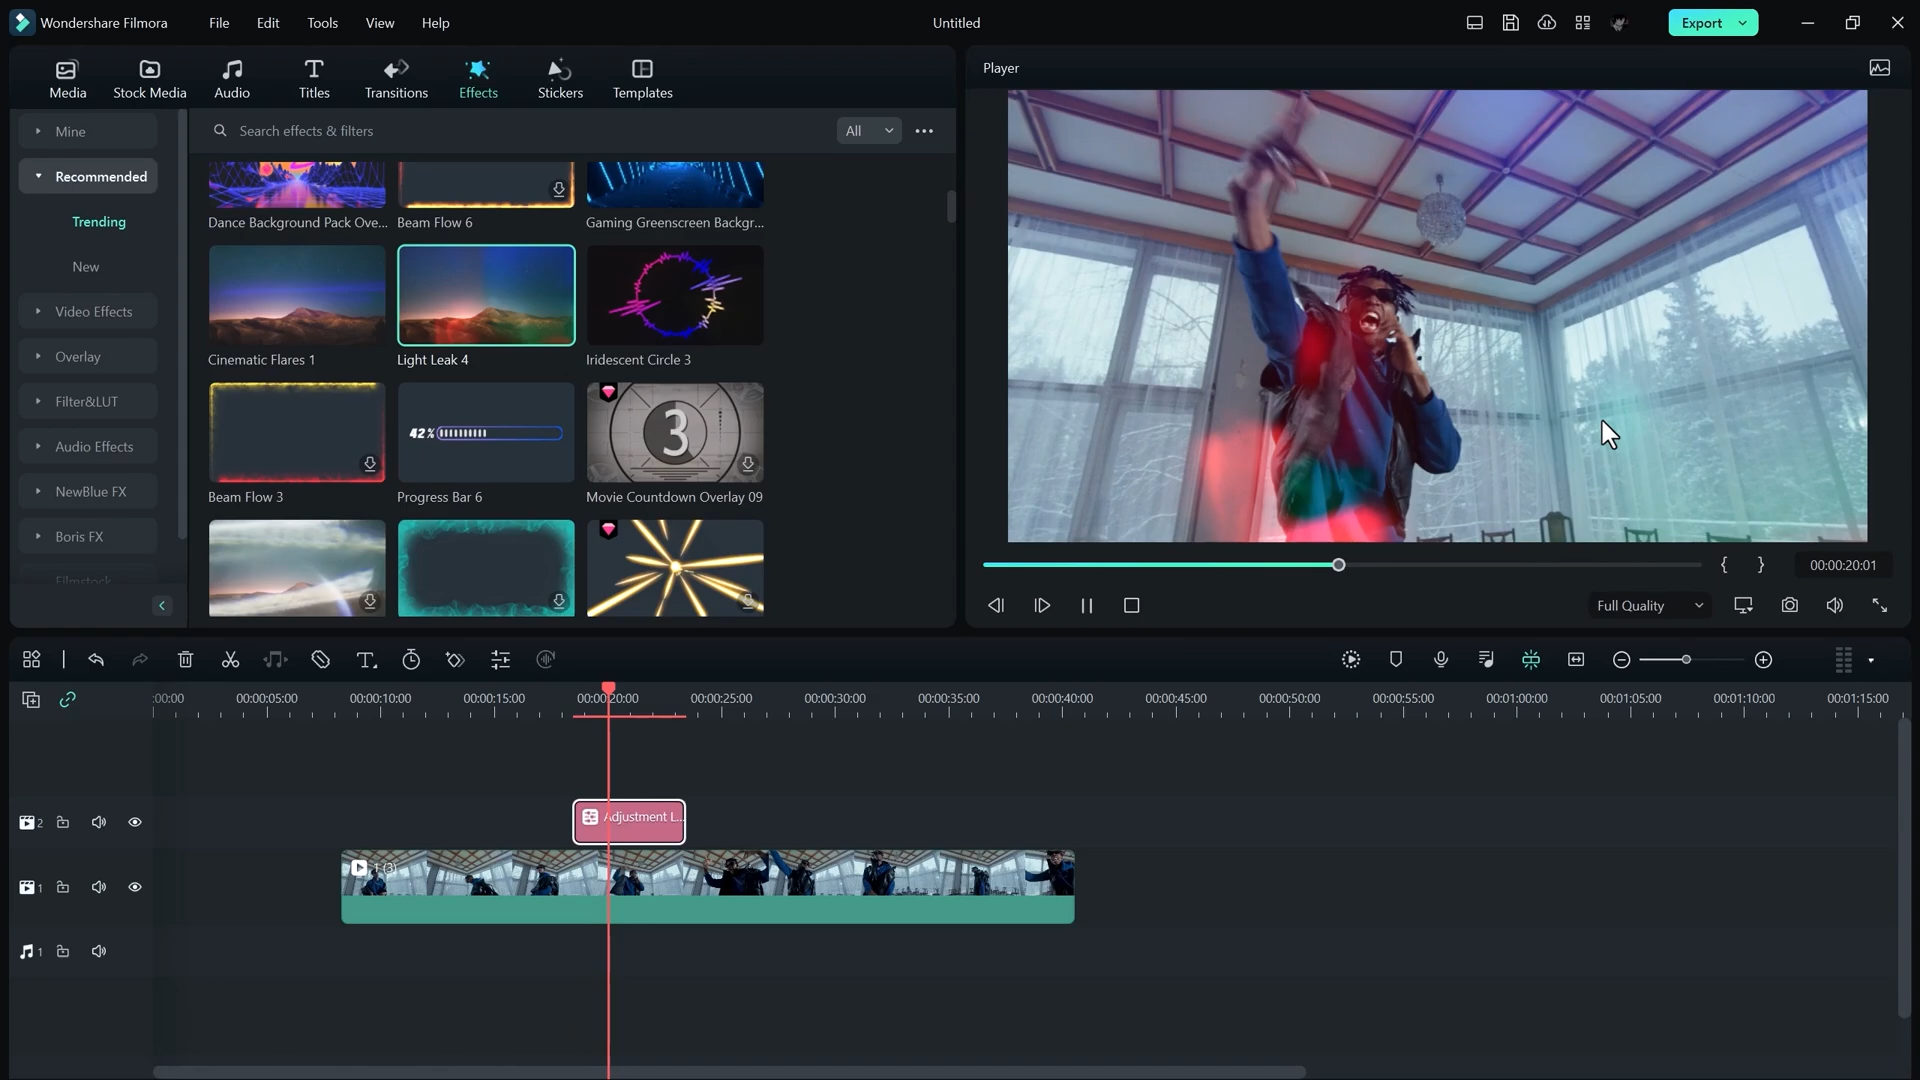 Wondershare Filmora
File
Edit
Tools
View
Help
Untitled
Export
Media
Stock Media
Audio
Titles
Transitions
Effects
Stickers
Templates
Player
Mine
Recommended
Trending
New
Video Effects
Overlay
Filter&LUT
Audio Effects
NewBlue FX
Boris FX
Filmstock
Search effects & filters
All
Dance Background Pack Ove...
Beam Flow 6
Gaming Greenscreen Backgr...
Cinematic Flares 1
Light Leak 4
Iridescent Circle 3
42%
3
Beam Flow 3
Progress Bar 6
Movie Countdown Overlay 09
00:00:20:01
Full Quality
:00:00
00:00:05:00
00:00:10:00
00:00:15:00
00:00:20:00
00:00:25:00
00:00:30:00
00:00:35:00
00:00:40:00
00:00:45:00
00:00:50:00
00:00:55:00
00:01:00:00
00:01:05:00
00:01:10:00
00:01:15:00
2
Adjustment L...
1
1 (3)
1